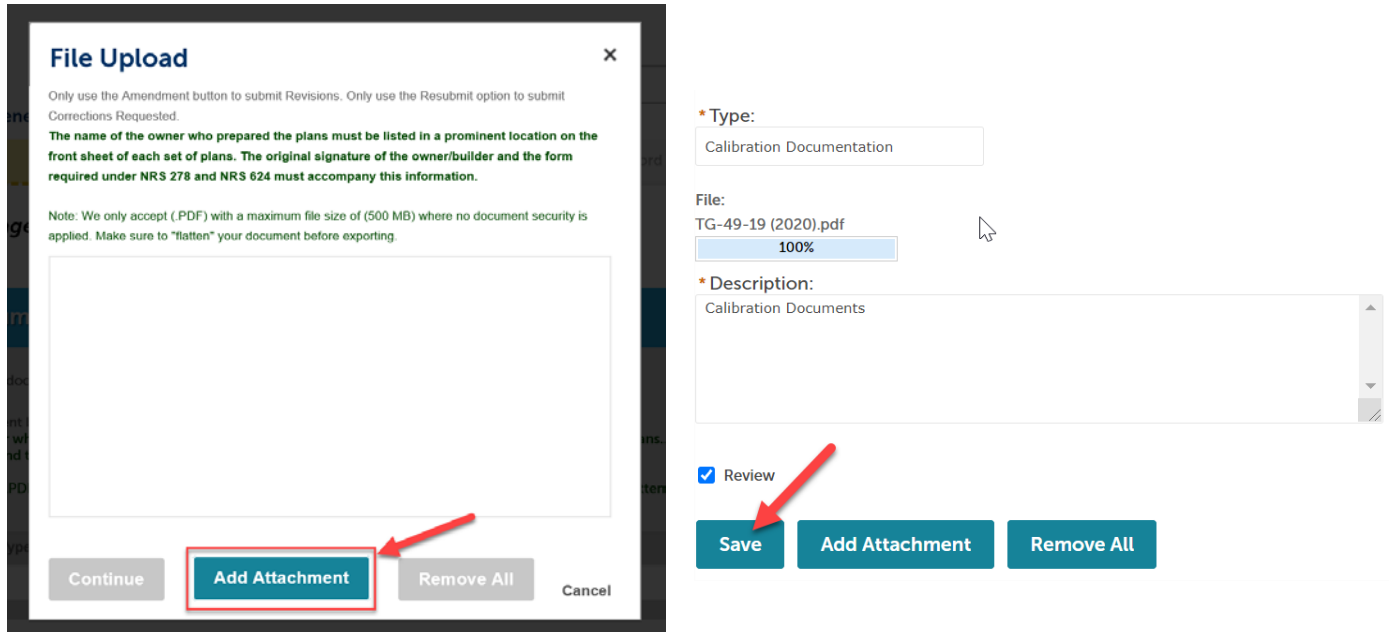 File Upload
×
Only use the Amendment button to submit Revisions. Only use the Resubmit option to submit
Corrections Requested.
The name of the owner who prepared the plans must be listed in a prominent location on the
front sheet of each set of plans. The original signature of the owner/builder and the form
required under NRS 278 and NRS 624 must accompany this information.
Note: We only accept (.PDF) with a maximum file size of (500 MB) where no document security is
applied. Make sure to "flatten" your document before exporting.
Continue
Add Attachment
Remove All
Cancel
* Type:
Calibration Documentation
File:
TG-49-19 (2020).pdf
100%
* Description:
Calibration Documents
Review
Save
Add Attachment
Remove All